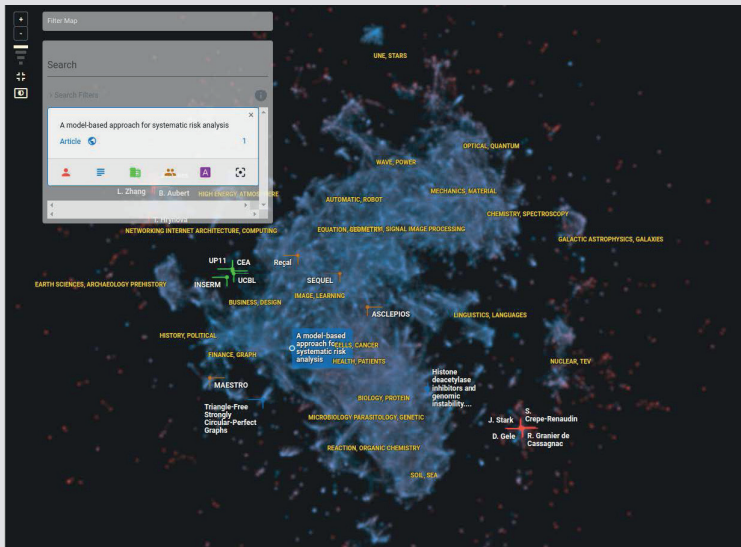 +
-
Filter Map
Search
› Search Filters
i
A model-based approach for systematic risk analysis
×
Article
1
A
L. Zhang
B. Aubert
HIGH ENERGY, ATMOSPHERE
UNE, STARS
OPTICAL, QUANTUM
WAVE, POWER
MECHANICS, MATERIAL
AUTOMATIC, ROBOT
CHEMISTRY, SPECTROSCOPY
NETWORKING INTERNET ARCHITECTURE, COMPUTING
SIGNAL IMAGE PROCESSING
GALACTIC ASTROPHYSICS, GALAXIES
UP11
CEA
Reçal
INSERM
UCBL
SEQUEL
EARTH SCIENCES, ARCHAEOLOGY PREHISTORY
IMAGE, LEARNING
BUSINESS, DESIGN
ASCLEPIOS
LINGUISTICS, LANGUAGES
HISTORY, POLITICAL
A model-based
approach for
systematic risk
analysis
CELLS, CANCER
FINANCE, GRAPH
HEALTH, PATIENTS
NUCLEAR, TEV
Histone
deacetylase
inhibitors and
genomic
instability....
MAESTRO
BIOLOGY, PROTEIN
Triangle-Free
Strongly
Circular-Perfect
Graphs
MICROBIOLOGY PARASITOLOGY, GENETIC
J. Stark
S.
Crepe-Renaudin
D. Gele
R. Granier de
Cassagnac
REACTION, ORGANIC CHEMISTRY
SOIL, SEA